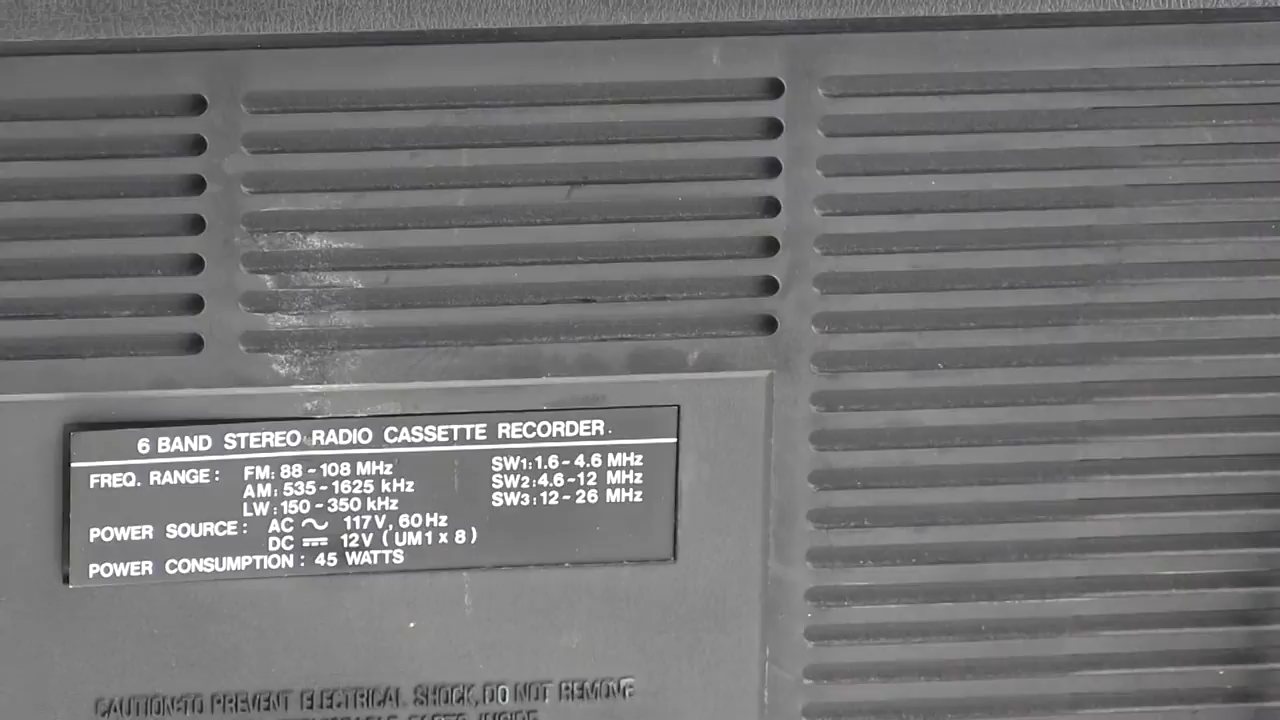 6 BAND STEREO RADIO CASSETTE RECORDER.
FREQ. RANGE: FM: 88-108 MHz SW1: 1.6-4.6 MHz
AM: 535-1625 kHz SW2: 4.6-12 MHz
LW: 150-350 kHz SW3: 12-26 MHz
POWER SOURCE: AC ~ 117V, 60Hz
DC ⎓ 12V (UM1 x 8)
POWER CONSUMPTION: 45 WATTS
CAUTION:TO PREVENT ELECTRICAL SHOCK, DO NOT REMOVE
PARTS INSIDE